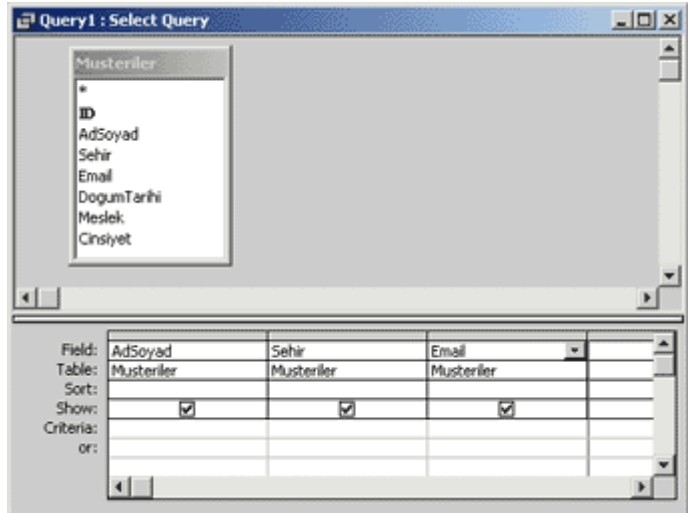 Query1 : Select Query
Musteriler
*
ID
AdSoyad
Sehir
Email
DogumTarihi
Meslek
Cinsiyet
Field: AdSoyad Sehir Email
Table: Musteriler Musteriler Musteriler
Sort:
Show:
Criteria:
or: